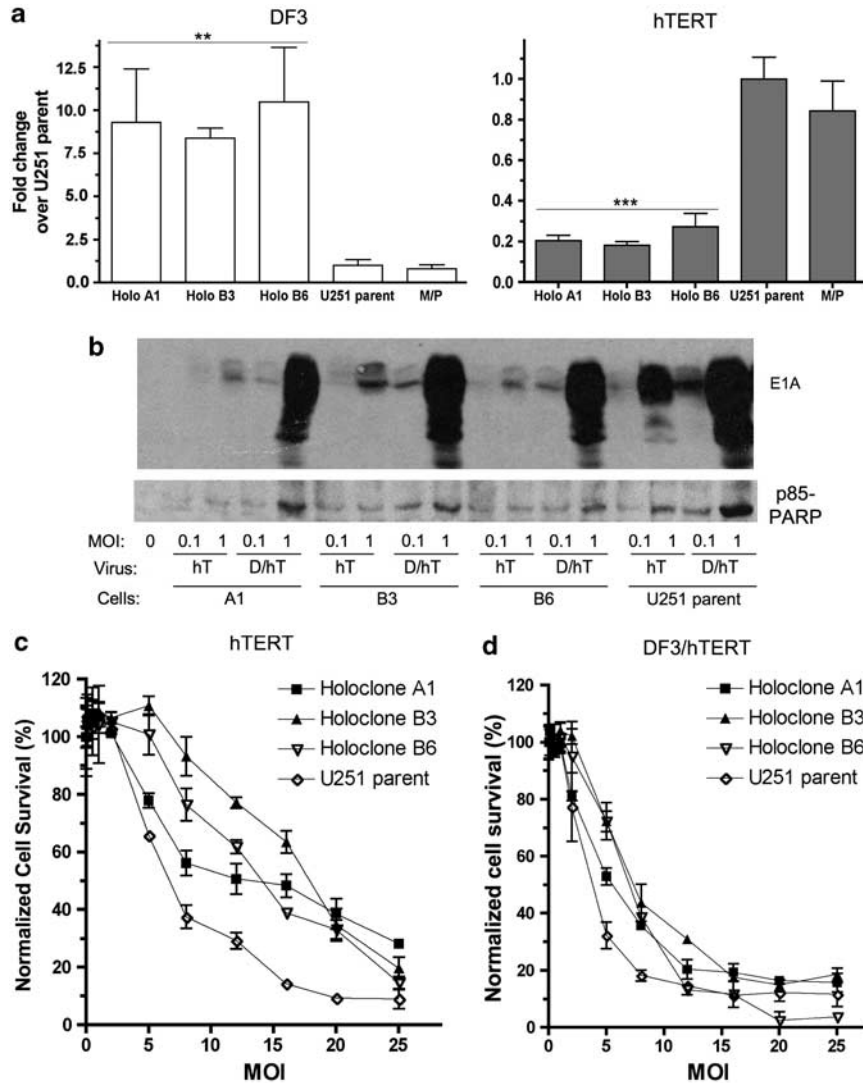 a
DF3
hTERT
Fold change
over U251 parent
12.5
10.0
7.5
5.0
2.5
0.0
**
Holo A1 Holo B3 Holo B6 U251 parent M/P
1.0
0.8
0.6
0.4
0.2
0.0
***
Holo A1 Holo B3 Holo B6 U251 parent M/P
b
E1A
p85-
PARP
MOI: 0 0.1 1 0.1 1 0.1 1 0.1 1 0.1 1 0.1 1 0.1 1 0.1 1
Virus: hT D/hT hT D/hT hT D/hT hT D/hT
Cells: A1 B3 B6 U251 parent
c
hTERT
Normalized Cell Survival (%)
120
100
80
60
40
20
0
Holoclone A1
Holoclone B3
Holoclone B6
U251 parent
0 5 10 15 20 25
MOI
d
DF3/hTERT
Normalized cell survival (%)
120
100
80
60
40
20
0
Holoclone A1
Holoclone B3
Holoclone B6
U251 parent
0 5 10 15 20 25
MOI